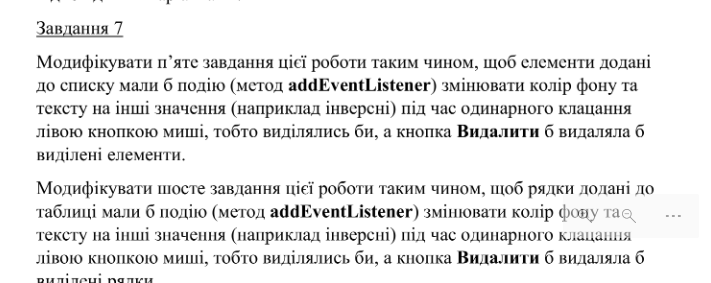 Завдання 7
Модифікувати п’яте завдання цієї роботи таким чином, щоб елементи додані
до списку мали б подію (метод addEventListener) змінювати колір фону та
тексту на інші значення (наприклад інверсні) під час одинарного клацання
лівою кнопкою миші, тобто виділялись би, а кнопка Видалити б видаляла б
виділені елементи.
Модифікувати шосте завдання цієї роботи таким чином, щоб рядки додані до
таблиці мали б подію (метод addEventListener) змінювати колір фону та
тексту на інші значення (наприклад інверсні) під час одинарного клацання
лівою кнопкою миші, тобто виділялись би, а кнопка Видалити б видаляла б
виділені рядки